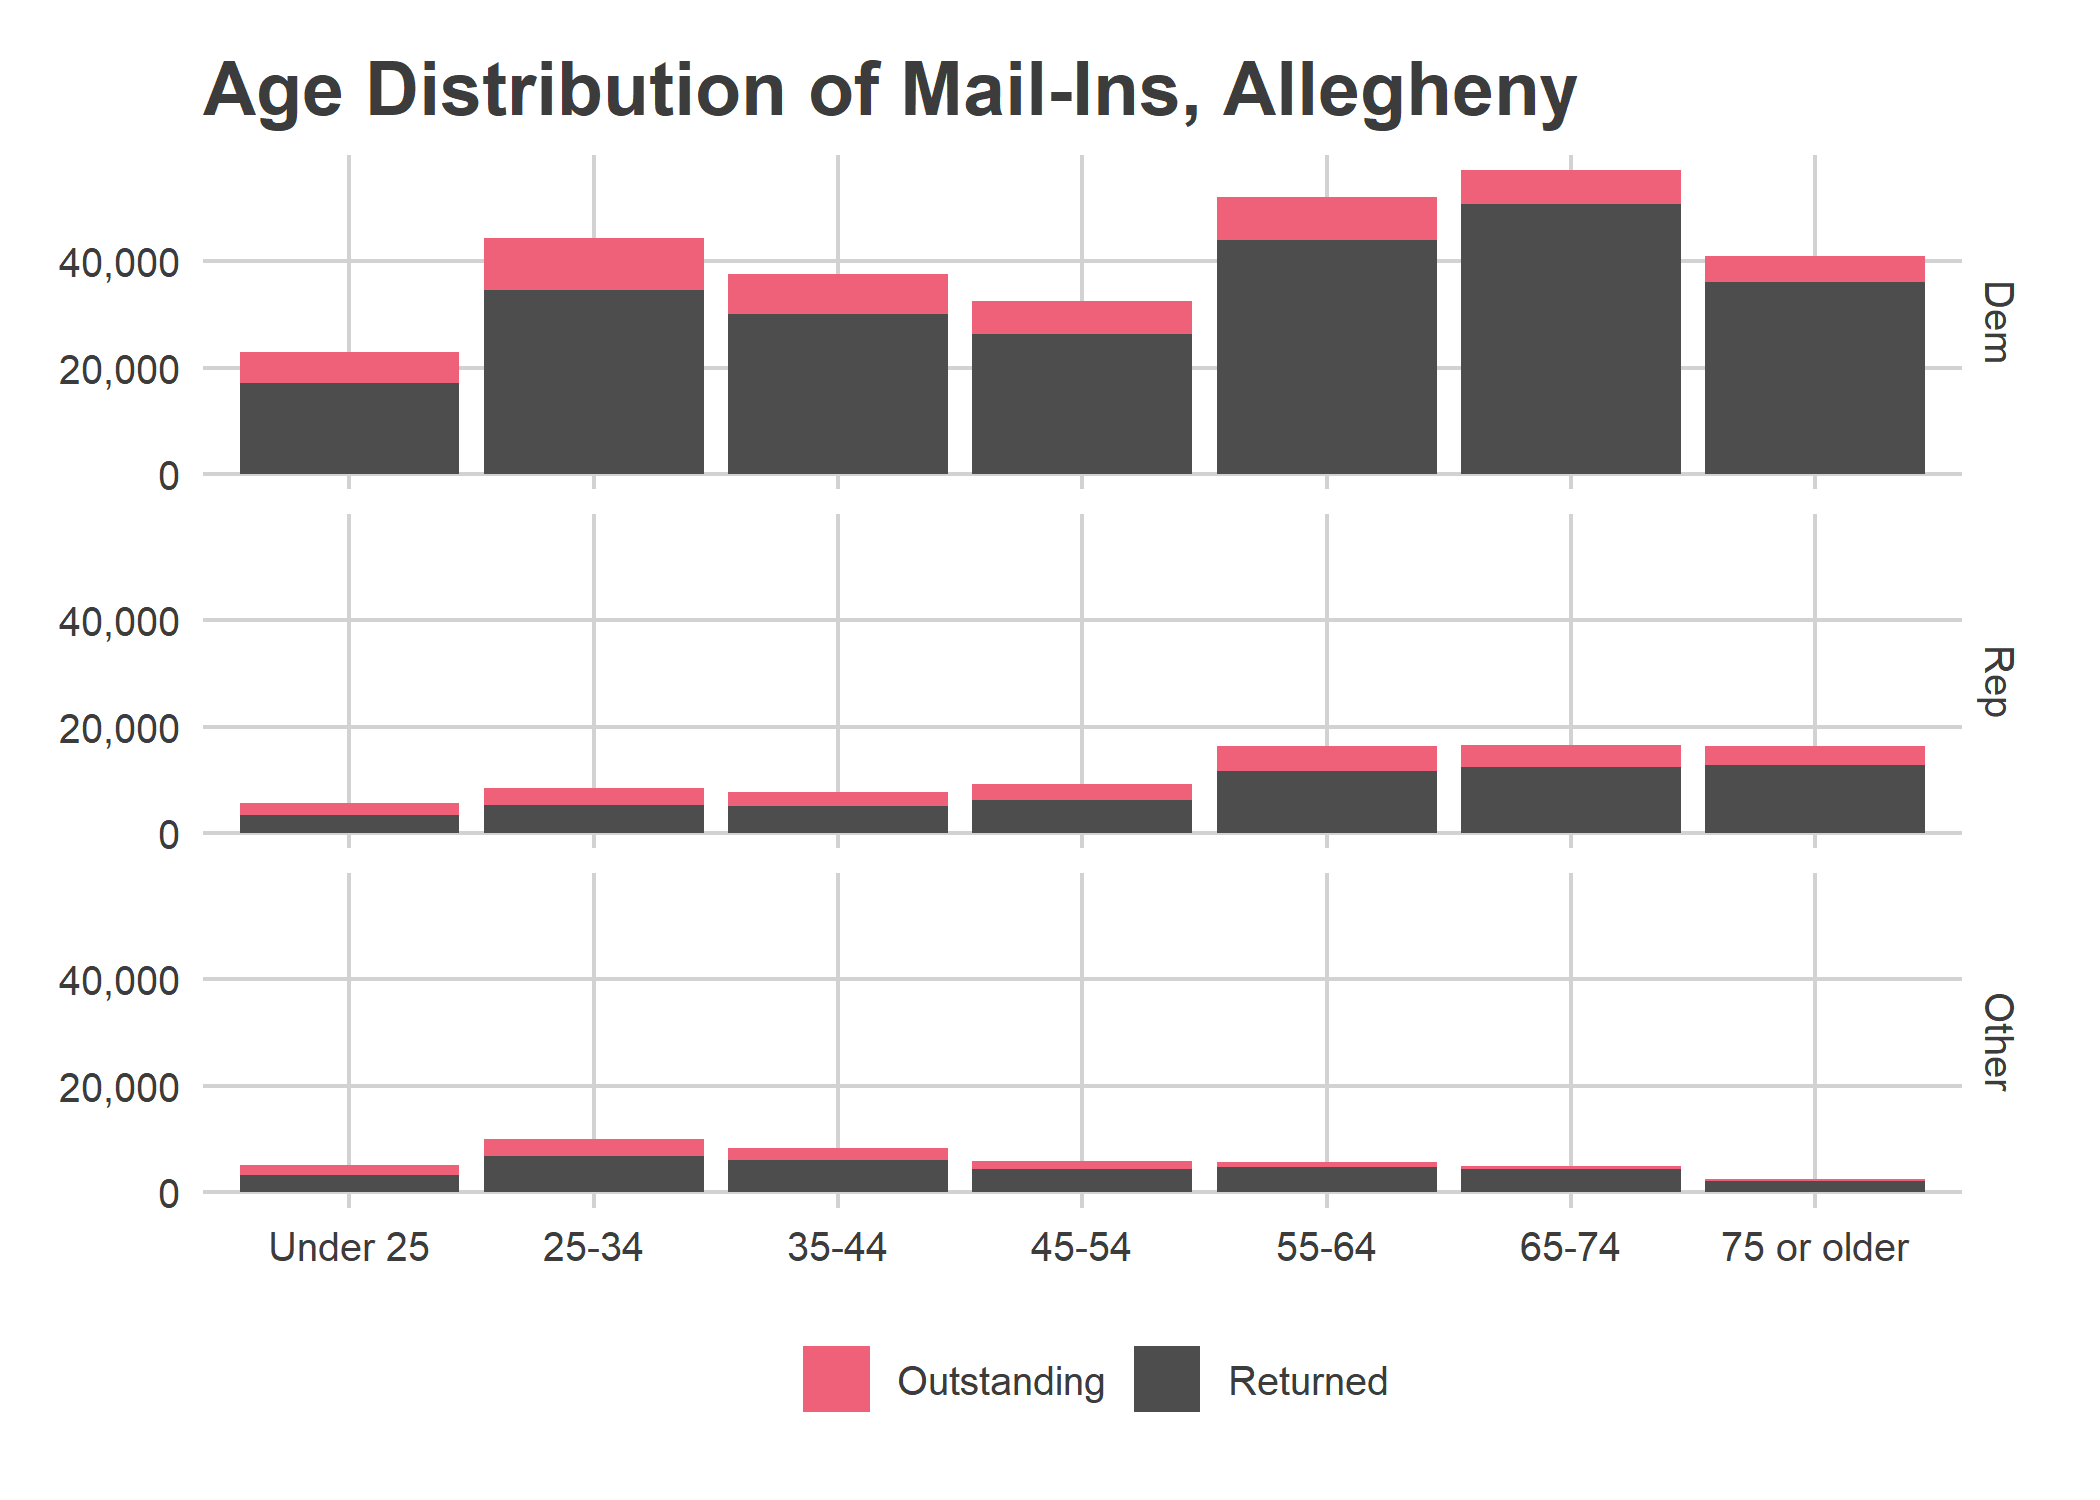 Age Distribution of Mail-Ins, Allegheny
40,000
20,000
0
Dem
40,000
20,000
0
Rep
40,000
20,000
0
Other
Under 25 25-34 35-44 45-54 55-64 65-74 75 or older
Outstanding Returned